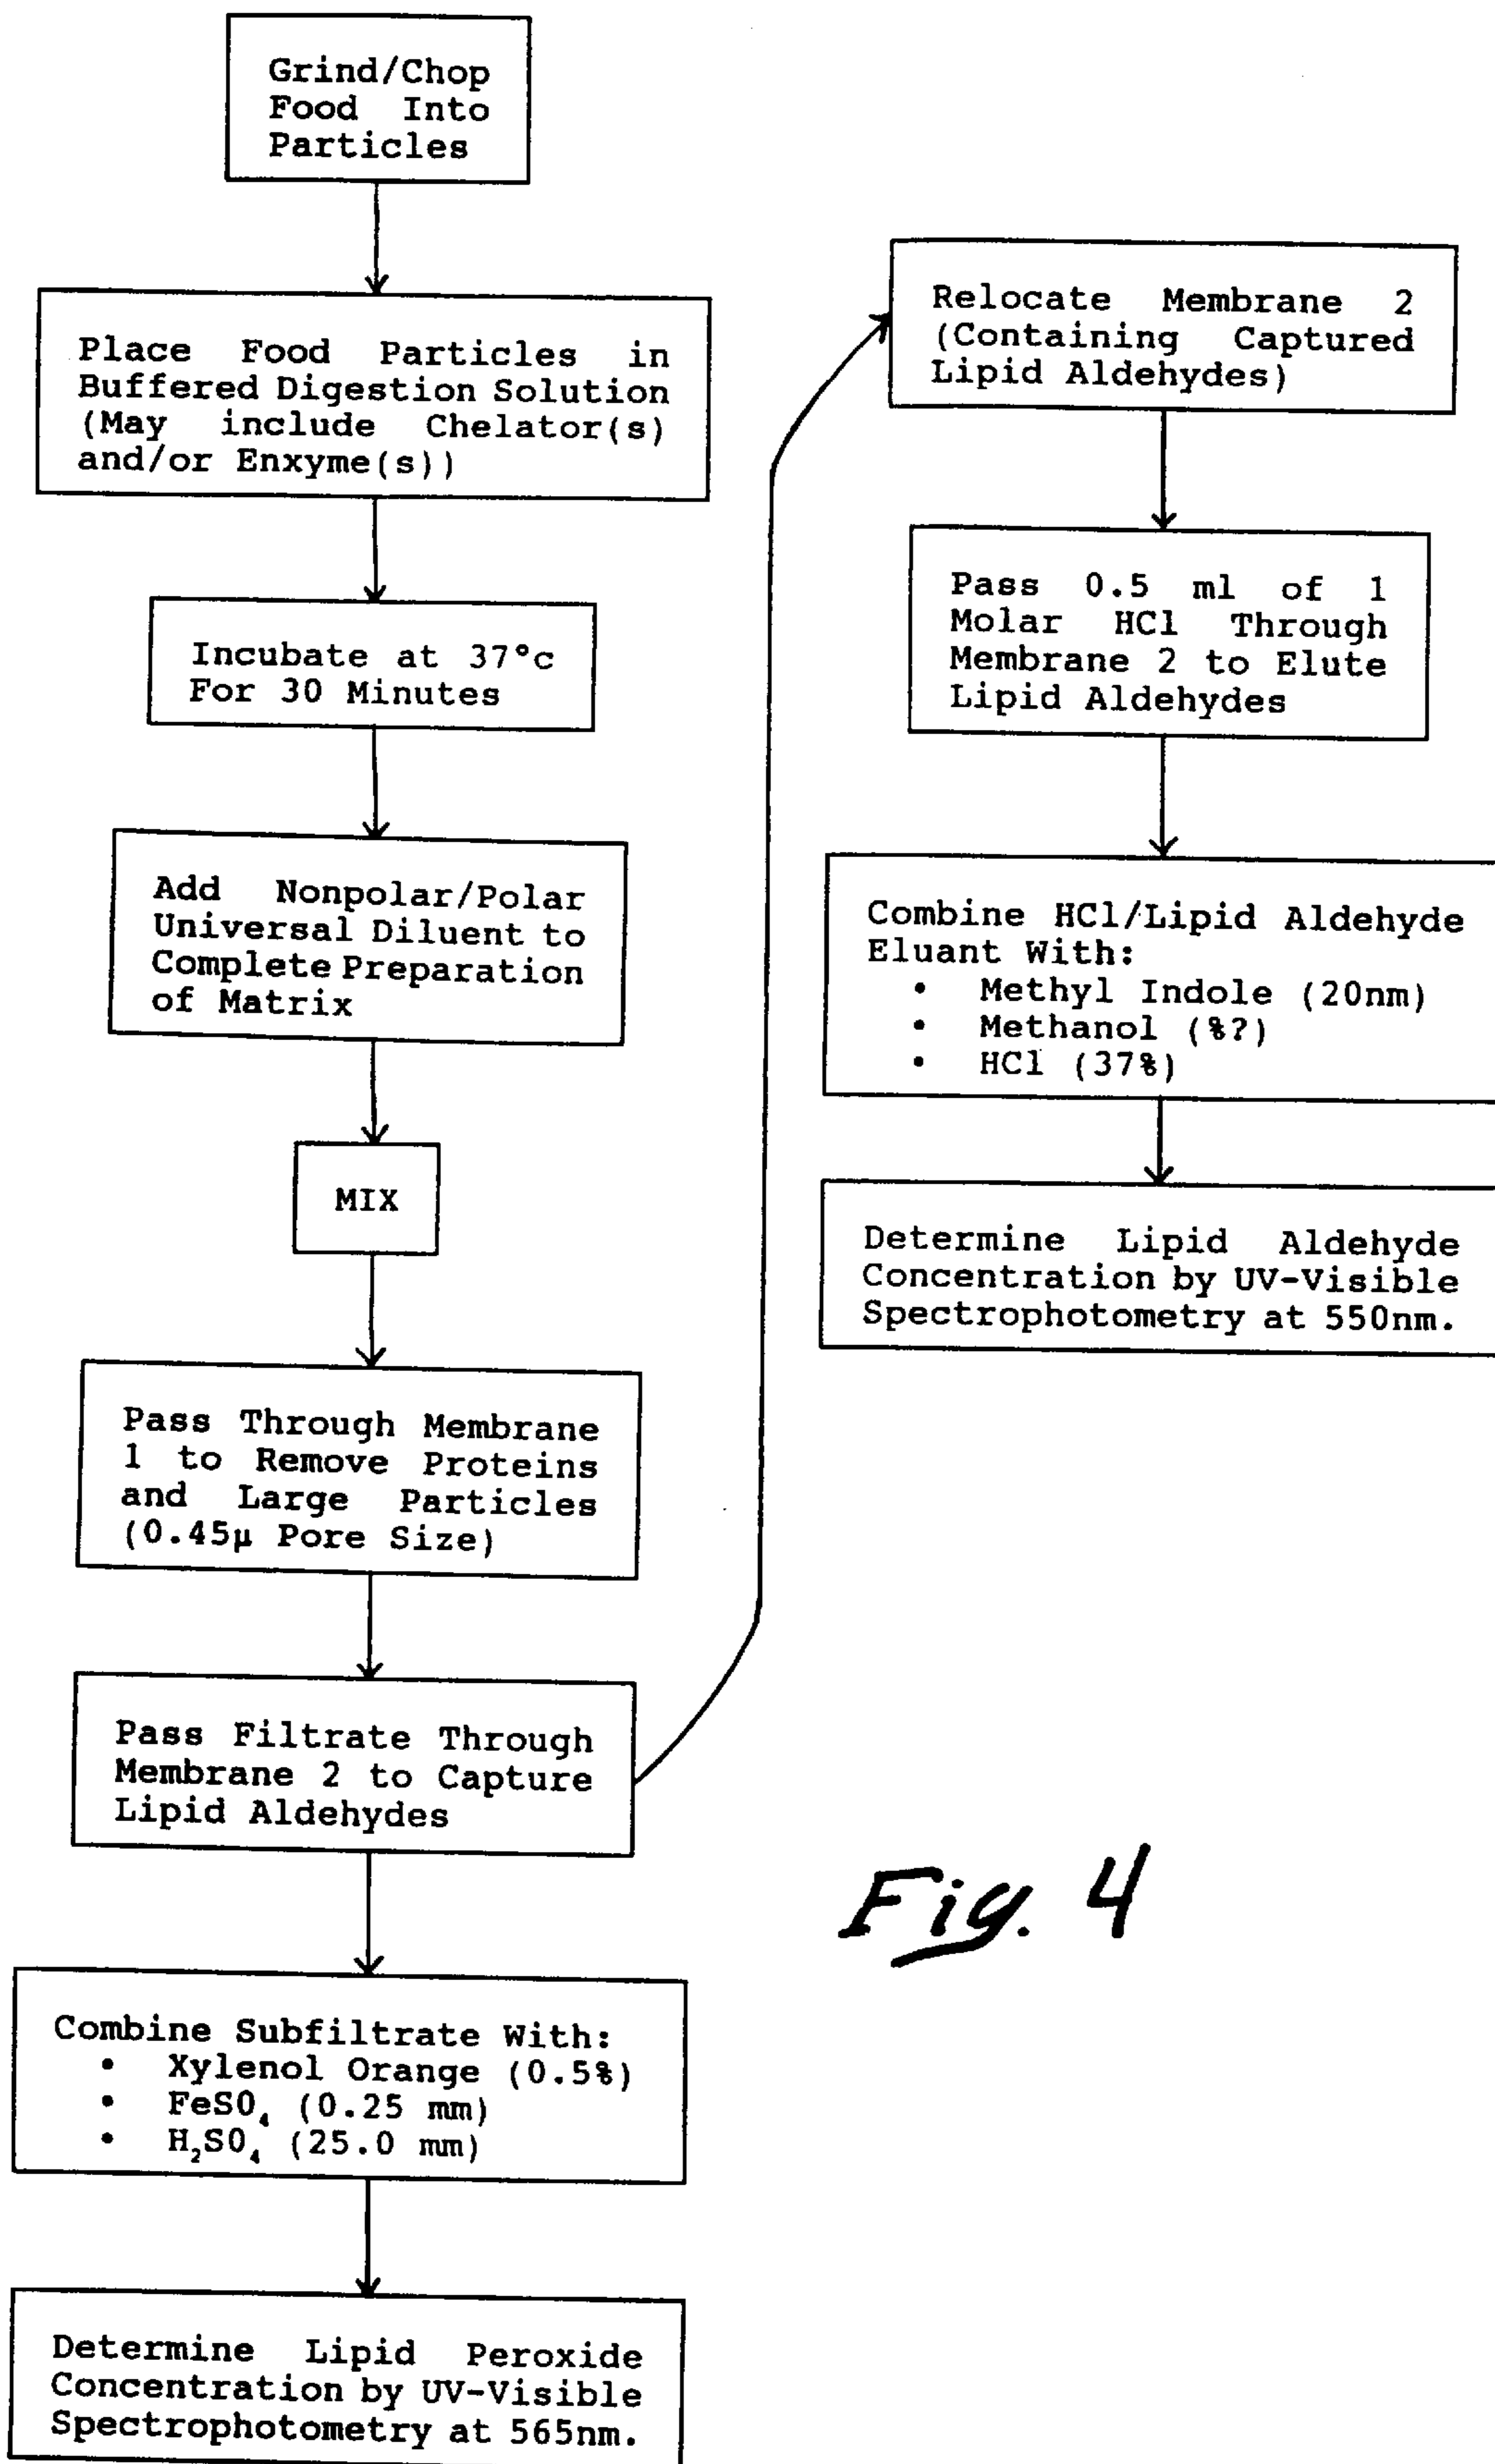 Grind/Chop
Food Into
Particles
Place Food Particles in
Buffered Digestion Solution
(May include Chelator(s)
and/or Enxyme(s))
Incubate at 37°c
For 30 Minutes
Add Nonpolar/Polar
Universal Diluent to
Complete Preparation
of Matrix
MIX
Pass Through Membrane
1 to Remove Proteins
and Large Particles
(0.45µ Pore Size)
Pass Filtrate Through
Membrane 2 to Capture
Lipid Aldehydes
Combine Subfiltrate With:
• Xylenol Orange (0.5%)
• FeSO₄ (0.25 mm)
• H₂SO₄ (25.0 mm)
Determine Lipid Peroxide
Concentration by UV-Visible
Spectrophotometry at 565nm.
Relocate Membrane 2
(Containing Captured
Lipid Aldehydes)
Pass 0.5 ml of 1
Molar HCl Through
Membrane 2 to Elute
Lipid Aldehydes
Combine HCl/Lipid Aldehyde
Eluant With:
• Methyl Indole (20nm)
• Methanol (%?)
• HCl (37%)
Determine Lipid Aldehyde
Concentration by UV-Visible
Spectrophotometry at 550nm.
Fig. 4